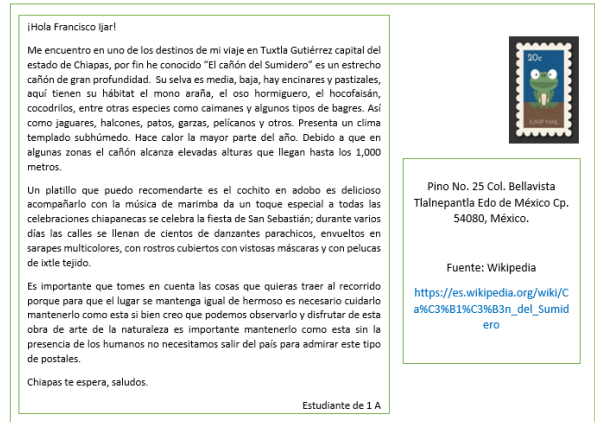 ¡Hola Francisco Ijar!
Me encuentro en uno de los destinos de mi viaje en Tuxtla Gutiérrez capital del
estado de Chiapas, por fin he conocido “El cañón del Sumidero” es un estrecho
cañón de gran profundidad. Su selva es media, baja, hay encinares y pastizales,
aquí tienen su hábitat el mono araña, el oso hormiguero, el hocofaisán,
cocodrilos, entre otras especies como caimanes y algunos tipos de bagres. Así
como jaguares, halcones, patos, garzas, pelícanos y otros. Presenta un clima
templado subhúmedo. Hace calor la mayor parte del año. Debido a que en
algunas zonas el cañón alcanza elevadas alturas que llegan hasta los 1,000
metros.
Un platillo que puedo recomendarte es el cochito en adobo es delicioso
acompañarlo con la música de marimba da un toque especial a todas las
celebraciones chiapanecas se celebra la fiesta de San Sebastián; durante varios
días las calles se llenan de cientos de danzantes parachicos, envueltos en
sarapes multicolores, con rostros cubiertos con vistosas máscaras y con pelucas
de ixtle tejido.
Es importante que tomes en cuenta las cosas que quieras traer al recorrido
porque para que el lugar se mantenga igual de hermoso es necesario cuidarlo
mantenerlo como esta si bien creo que podemos observarlo y disfrutar de esta
obra de arte de la naturaleza es importante mantenerlo como esta sin la
presencia de los humanos no necesitamos salir del país para admirar este tipo
de postales.
Chiapas te espera, saludos.
Estudiante de 1 A
20c
JUMP MAIL
Pino No. 25 Col. Bellavista
Tlalnepantla Edo de México Cp.
54080, México.
Fuente: Wikipedia
https://es.wikipedia.org/wiki/C
a%C3%B1%C3%B3n_del_Sumid
ero